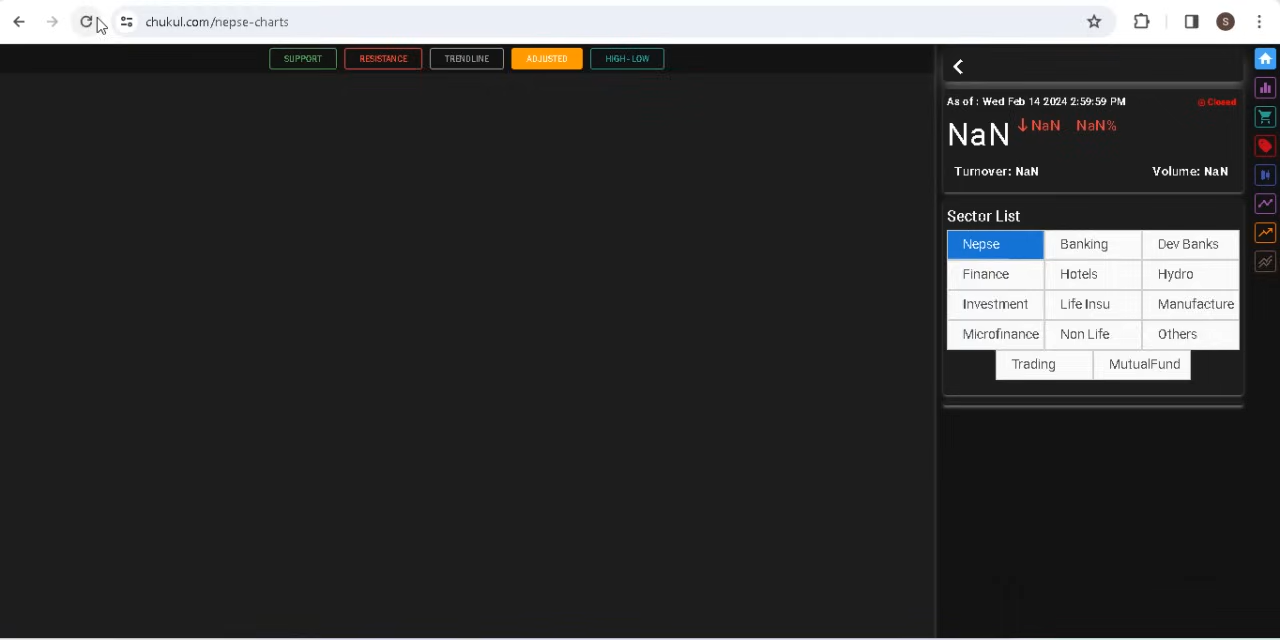 chukul.com/nepse-charts
S
SUPPORT RESISTANCE TRENDLINE ADJUSTED HIGH - LOW
As of : Wed Feb 14 2024 2:59:59 PM Closed
NaN ↓ NaN NaN%
Turnover: NaN Volume: NaN
Sector List
Nepse Banking Dev Banks
Finance Hotels Hydro
Investment Life Insu Manufacture
Microfinance Non Life Others
Trading MutualFund